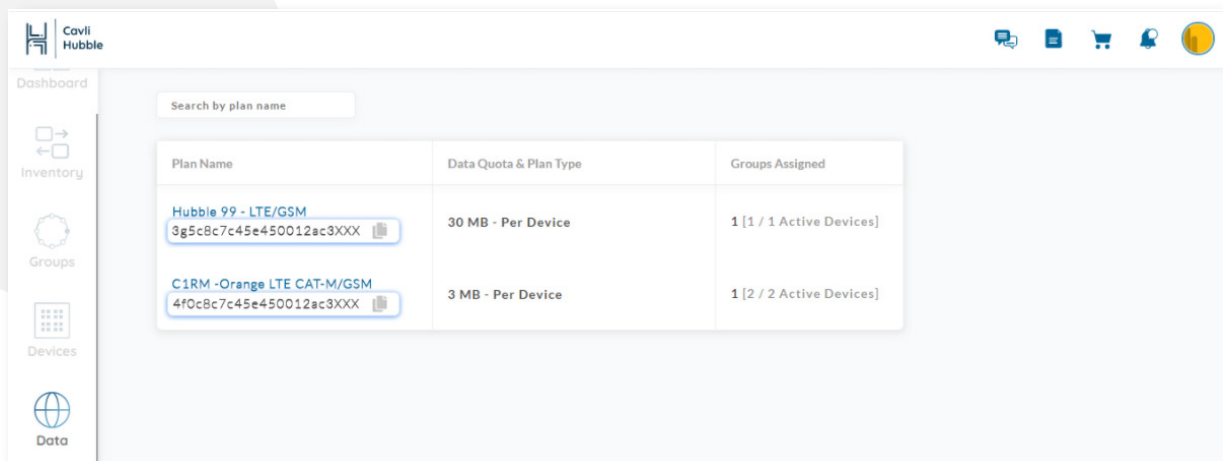 Cavli
Hubble
Dashboard
Inventory
Groups
Devices
Data
Search by plan name
Plan Name Data Quota & Plan Type Groups Assigned
Hubble 99 - LTE/GSM
3g5c8c7c45e450012ac3XXX 30 MB - Per Device 1 [1 / 1 Active Devices]
C1RM -Orange LTE CAT-M/GSM
4f0c8c7c45e450012ac3XXX 3 MB - Per Device 1 [2 / 2 Active Devices]